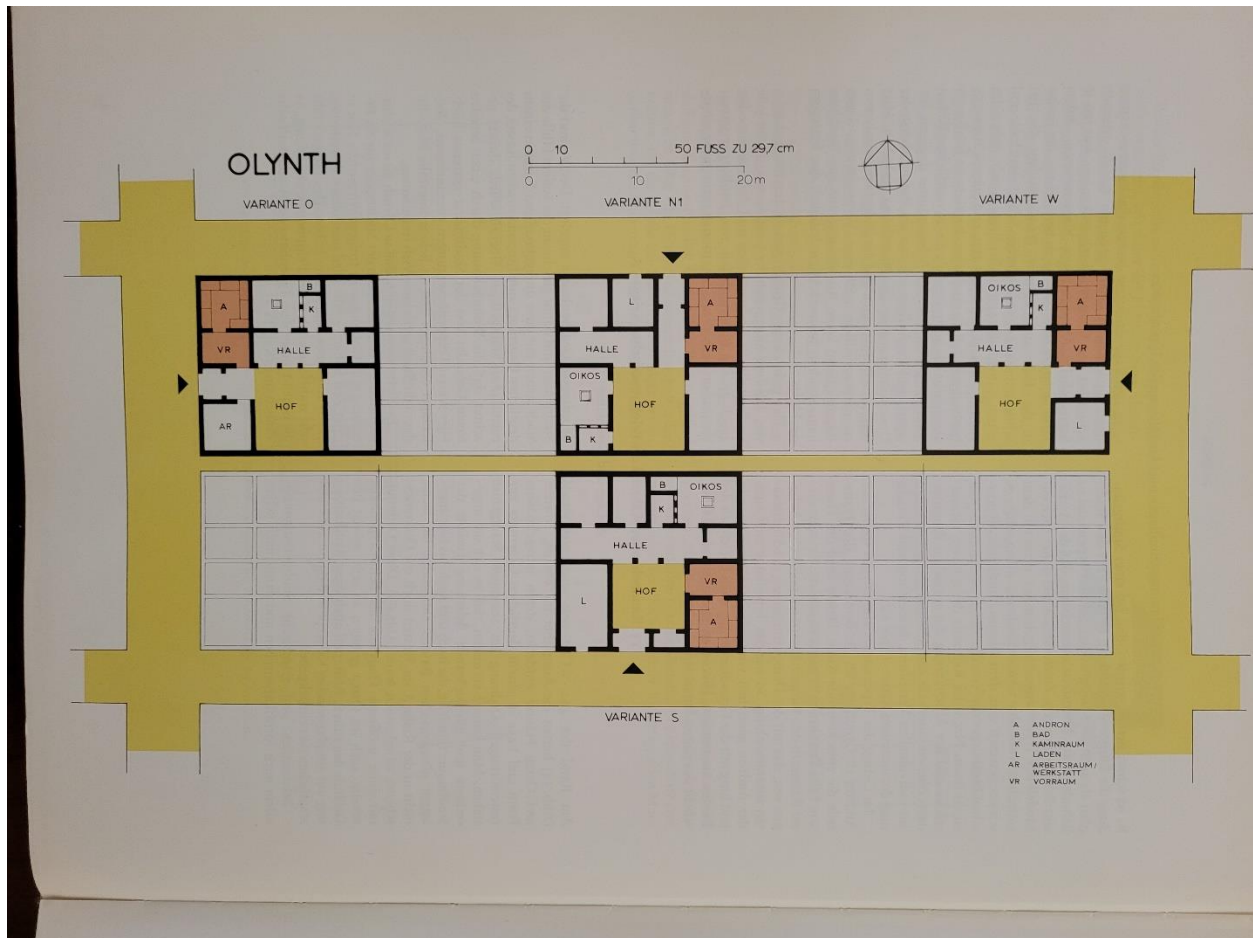 OLYNTH
0 10 50 FUSS ZU 29,7 cm
0 10 20m
VARIANTE O
VARIANTE N1
VARIANTE W
A
B
K
VR
HALLE
HOF
AR
L
A
HALLE
VR
OIKOS
HOF
B
K
OIKOS
B
A
K
HALLE
VR
HOF
L
B
OIKOS
K
HALLE
HOF
VR
L
A
VARIANTE S
A ANDRON
B BAD
K KAMINRAUM
L LADEN
AR ARBEITSRAUM/
WERKSTATT
VR VORRAUM